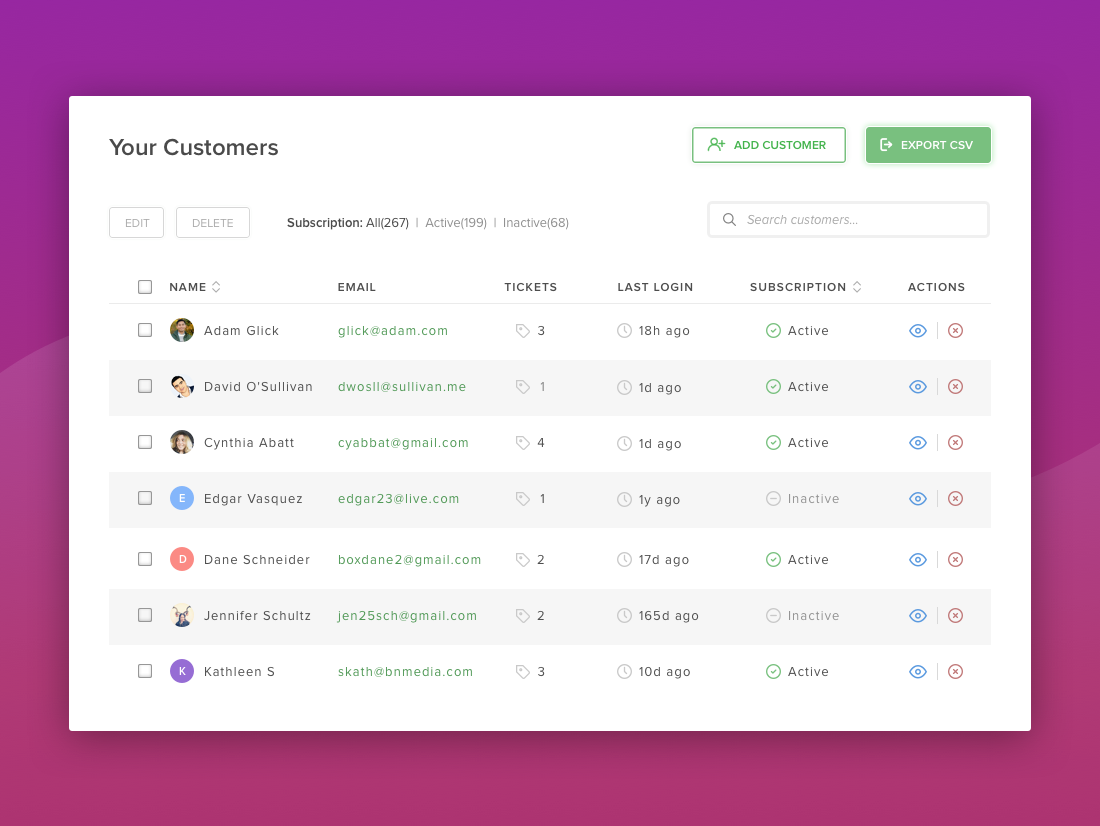 Your Customers
ADD CUSTOMER
EXPORT CSV
EDIT
DELETE
Subscription: All(267) | Active(199) | Inactive(68)
Search customers...
NAME EMAIL TICKETS LAST LOGIN SUBSCRIPTION ACTIONS
Adam Glick glick@adam.com 3 18h ago Active
David O'Sullivan dwosll@sullivan.me 1 1d ago Active
Cynthia Abatt cyabbat@gmail.com 4 1d ago Active
E Edgar Vasquez edgar23@live.com 1 1y ago Inactive
D Dane Schneider boxdane2@gmail.com 2 17d ago Active
Jennifer Schultz jen25sch@gmail.com 2 165d ago Inactive
K Kathleen S skath@bnmedia.com 3 10d ago Active